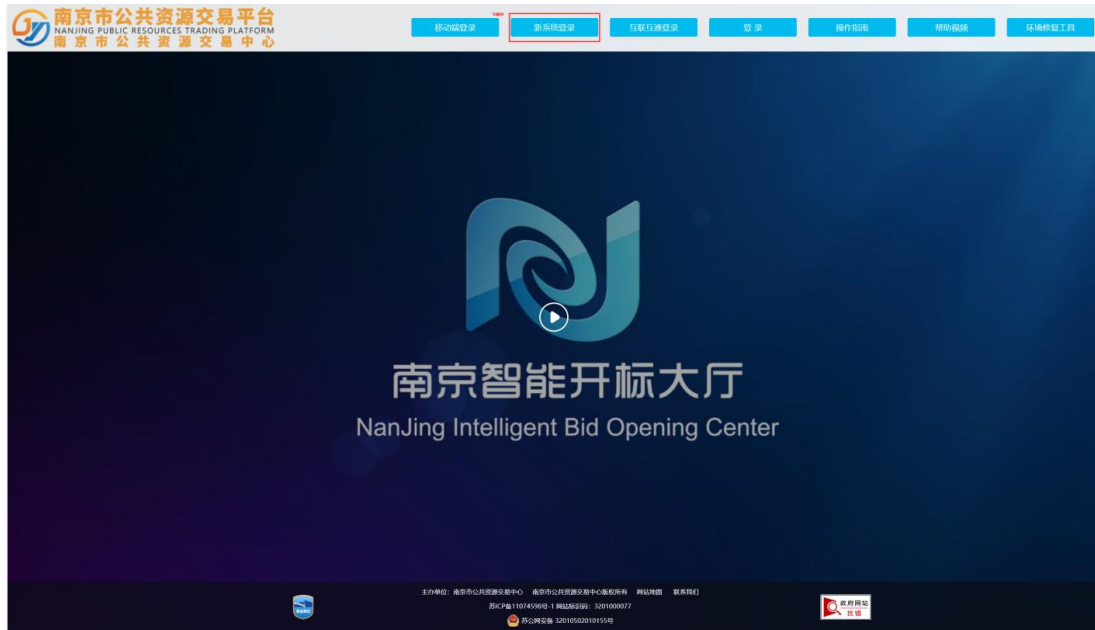 南京市公共资源交易平台
NANJING PUBLIC RESOURCES TRADING PLATFORM
南京市公共资源交易中心
移动端登录
new
新系统登录
互联互通登录
登 录
操作指南
帮助视频
环境修复工具
南京智能开标大厅
NanJing Intelligent Bid Opening Center
主办单位：南京市公共资源交易中心 南京市公共资源交易中心版权所有 网站地图 联系我们
苏ICP备11074598号-1 网站标识码：3201000077
苏公网安备 32010502010155号
政府网站
找错